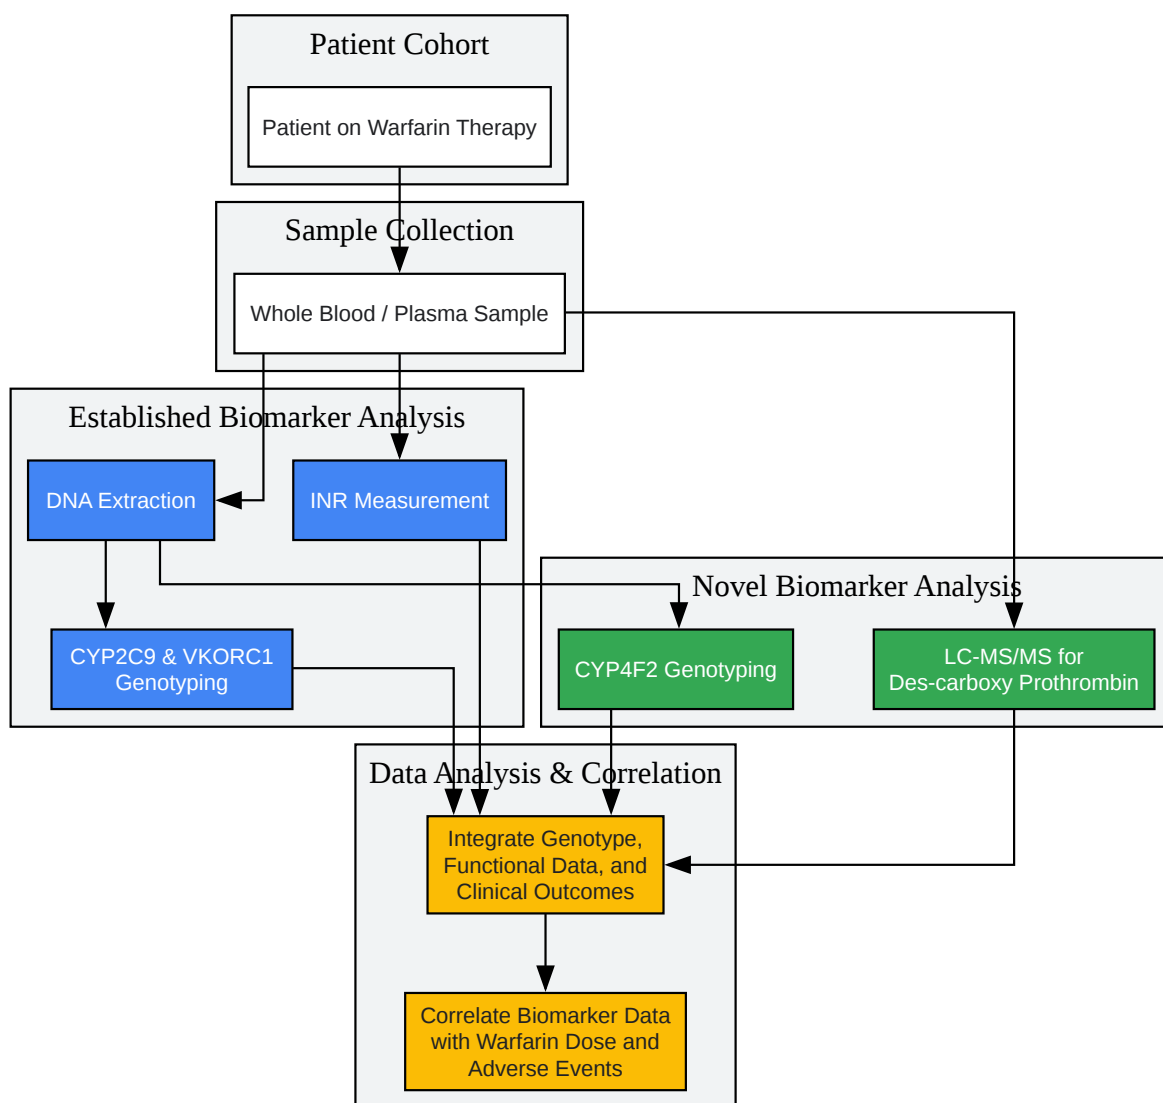 Patient Cohort
Patient on Warfarin Therapy
Sample Collection
Whole Blood / Plasma Sample
Established Biomarker Analysis
DNA Extraction
INR Measurement
CYP2C9 & VKORC1
Genotyping
Novel Biomarker Analysis
CYP4F2 Genotyping
LC-MS/MS for
Des-carboxy Prothrombin
Data Analysis & Correlation
Integrate Genotype,
Functional Data, and
Clinical Outcomes
Correlate Biomarker Data
with Warfarin Dose and
Adverse Events